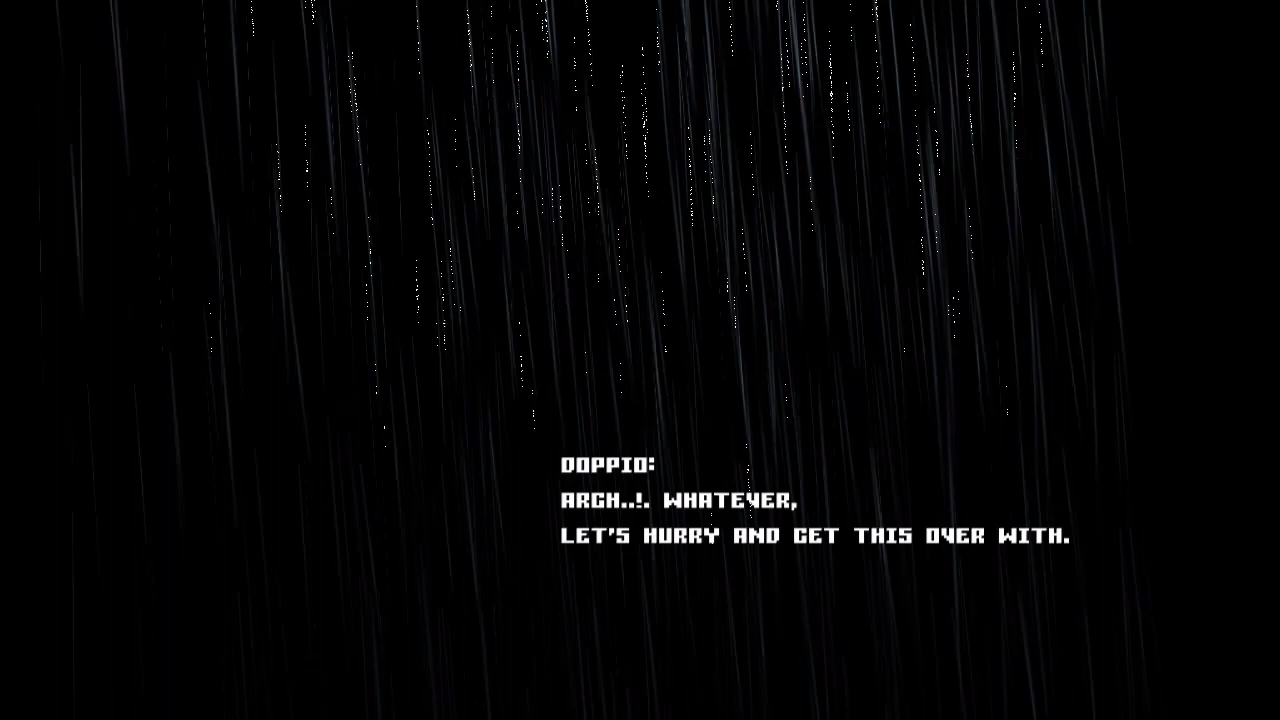 DOPPIO:
ARGH..!. WHATEVER,
LET'S HURRY AND GET THIS OVER WITH.